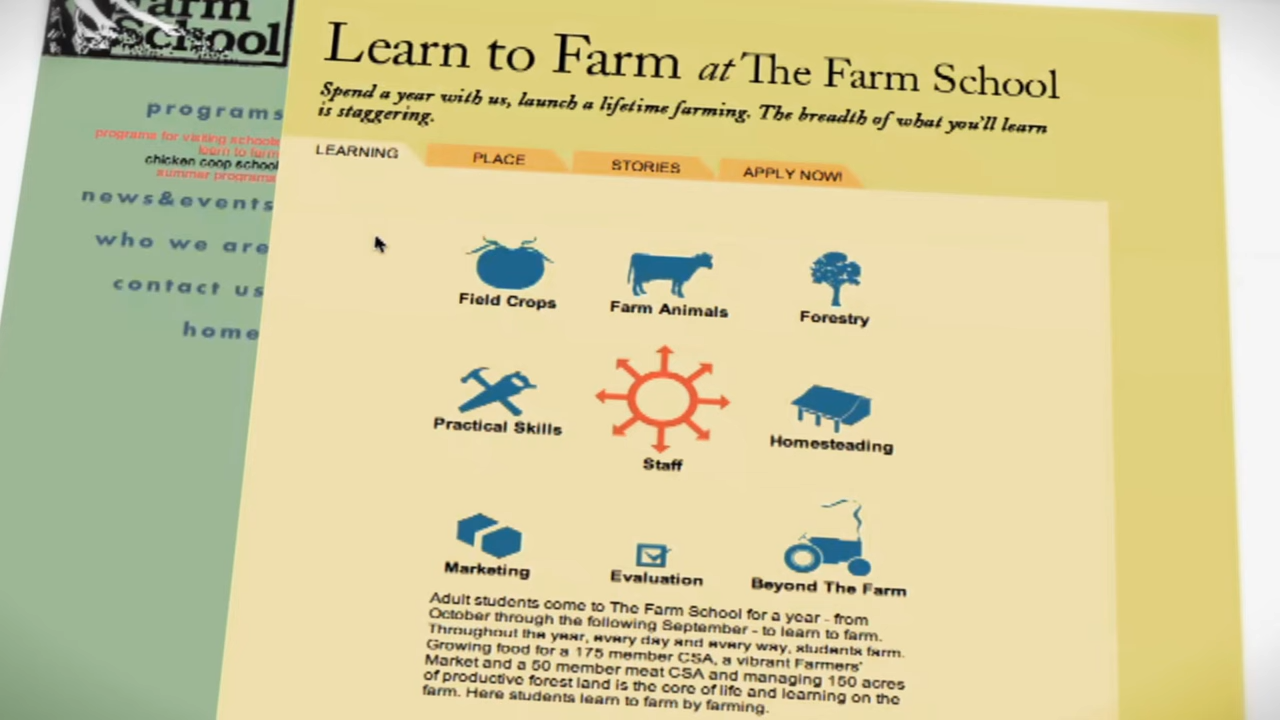 Farm
School
programs
programs for visiting schools
learn to farm
chicken coop school
summer programs
news&events
who we are
contact us
home
Learn to Farm at The Farm School
Spend a year with us, launch a lifetime farming. The breadth of what you'll learn
is staggering.
LEARNING
PLACE
STORIES
APPLY NOW!
Field Crops
Farm Animals
Forestry
Practical Skills
Staff
Homesteading
Marketing
Evaluation
Beyond The Farm
Adult students come to The Farm School for a year - from
October through the following September - to learn to farm.
Throughout the year, every day and every way, students farm.
Growing food for a 175 member CSA, a vibrant Farmers'
Market and a 50 member meat CSA and managing 150 acres
of productive forest land is the core of life and learning on the
farm. Here students learn to farm by farming.